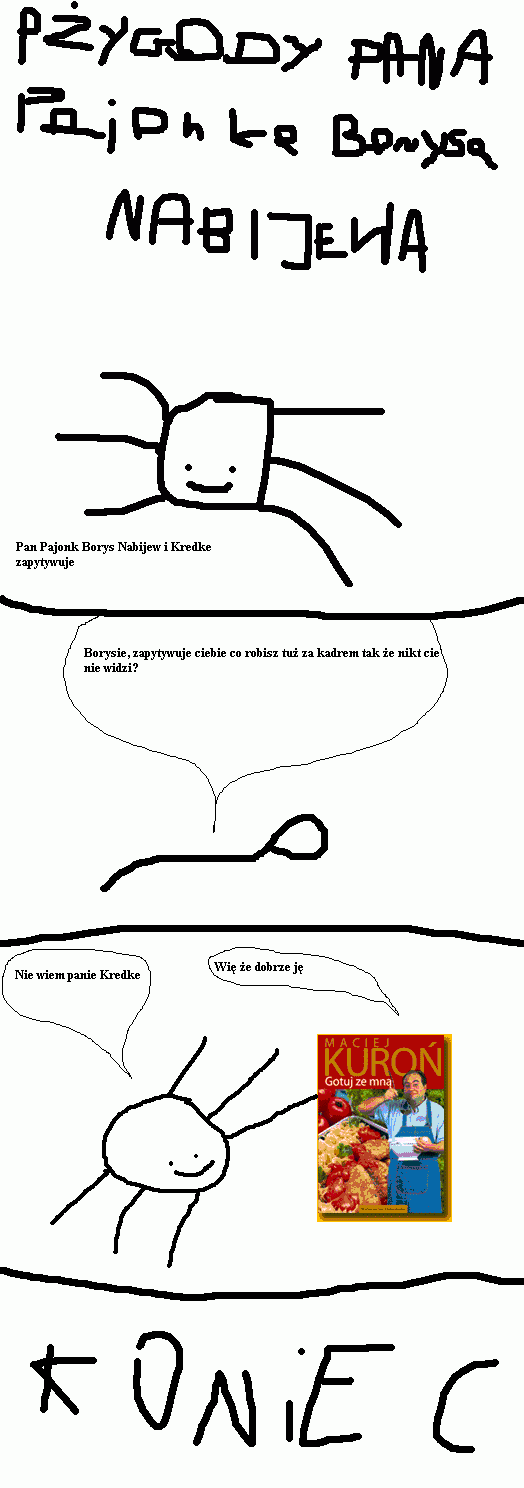 PŻYGODY PANA
PajOnka BOrysa
NABIJEWA
Pan Pajonk Borys Nabijew i Kredke
zapytywuje
Borysie, zapytywuje ciebie co robisz tuż za kadrem tak że nikt cie
nie widzi?
Nie wiem panie Kredke
Wię że dobrze ję
MACIEJ
KUROŃ
Gotuj ze mną
KONiEC